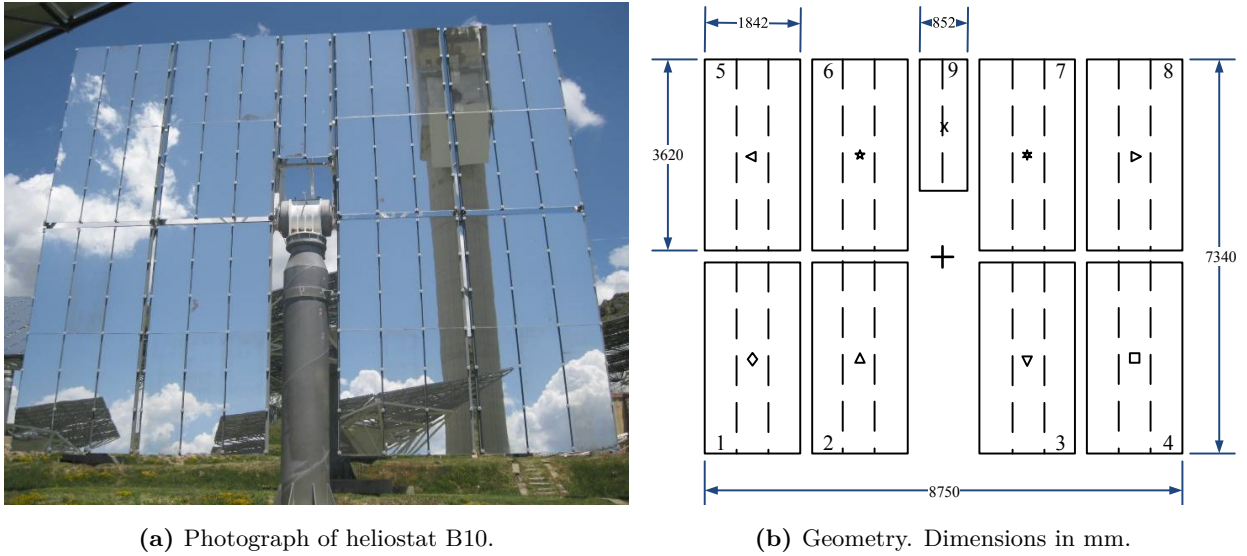 1842
852
5 6 9 7 8
x
3620
7340
1 2 3 4
8750
(a) Photograph of heliostat B10.
(b) Geometry. Dimensions in mm.